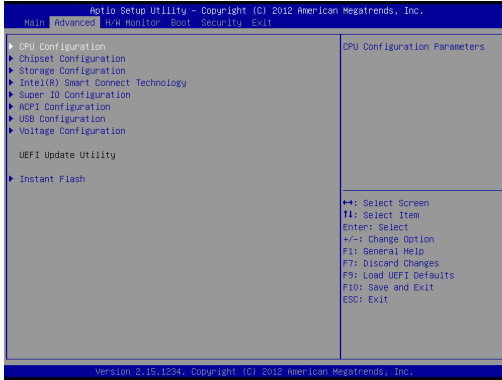 Aptio Setup Utility – Copyright (C) 2012 American Megatrends, Inc.
Main Advanced H/W Monitor Boot Security Exit
CPU Configuration
Chipset Configuration
Storage Configuration
Intel(R) Smart Connect Technology
Super IO Configuration
ACPI Configuration
USB Configuration
Voltage Configuration
UEFI Update Utility
Instant Flash
CPU Configuration Parameters
↔: Select Screen
↑↓: Select Item
Enter: Select
+/-: Change Option
F1: General Help
F7: Discard Changes
F9: Load UEFI Defaults
F10: Save and Exit
ESC: Exit
Version 2.15.1234. Copyright (C) 2012 American Megatrends, Inc.